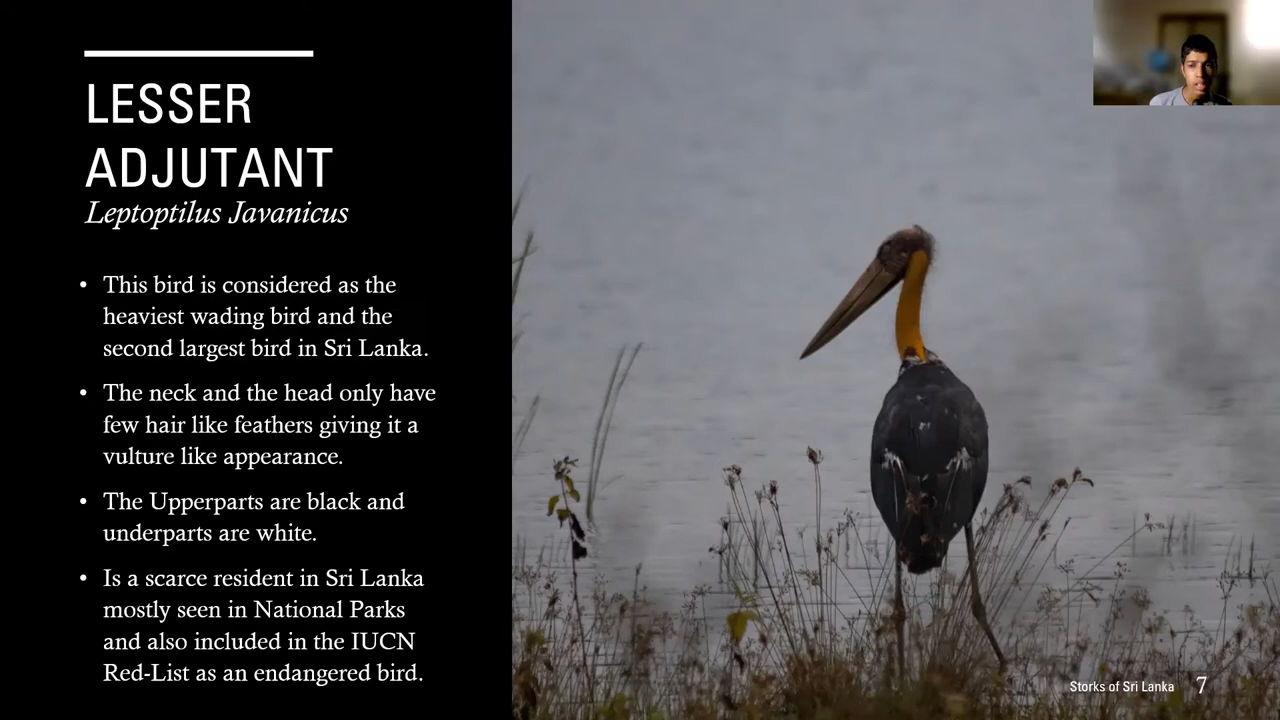 LESSER
ADJUTANT
Leptoptilus Javanicus
• This bird is considered as the
heaviest wading bird and the
second largest bird in Sri Lanka.
• The neck and the head only have
few hair like feathers giving it a
vulture like appearance.
• The Upperparts are black and
underparts are white.
• Is a scarce resident in Sri Lanka
mostly seen in National Parks
and also included in the IUCN
Red-List as an endangered bird.
Storks of Sri Lanka 7